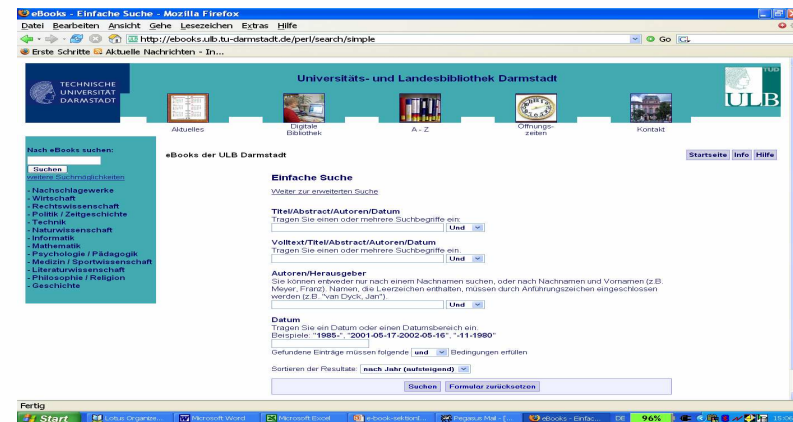 eBooks - Einfache Suche - Mozilla Firefox
Datei Bearbeiten Ansicht Gehe Lesezeichen Extras Hilfe
http://ebooks.ulb.tu-darmstadt.de/perl/search/simple
Go
Erste Schritte Aktuelle Nachrichten - In...
TECHNISCHE
UNIVERSITÄT
DARMSTADT
Universitäts- und Landesbibliothek Darmstadt
TUD
ULB
Aktuelles
Digitale
Bibliothek
A - Z
Öffnungs-
zeiten
Kontakt
Nach eBooks suchen:
Suchen
weitere Suchmöglichkeiten
- Nachschlagewerke
- Wirtschaft
- Rechtswissenschaft
- Politik / Zeitgeschichte
- Technik
- Naturwissenschaft
- Informatik
- Mathematik
- Psychologie / Pädagogik
- Medizin / Sportwissenschaft
- Literaturwissenschaft
- Philosophie / Religion
- Geschichte
eBooks der ULB Darmstadt
Startseite Info Hilfe
Einfache Suche
Weiter zur erweiterten Suche
Titel/Abstract/Autoren/Datum
Tragen Sie einen oder mehrere Suchbegriffe ein:
Und
Volltext/Titel/Abstract/Autoren/Datum
Tragen Sie einen oder mehrere Suchbegriffe ein.
Und
Autoren/Herausgeber
Sie können entweder nur nach einem Nachnamen suchen, oder nach Nachnamen und Vornamen (z.B.
Meyer, Franz). Namen, die Leerzeichen enthalten, müssen durch Anführungszeichen eingeschlossen
werden (z.B. "van Dyck, Jan").
Und
Datum
Tragen Sie ein Datum oder einen Datumsbereich ein.
Beispiele: "1985-", "2001-05-17-2002-05-16", "-11-1980"
Gefundene Einträge müssen folgende und Bedingungen erfüllen
Sortieren der Resultate: nach Jahr (aufsteigend)
Suchen Formular zurücksetzen
Fertig
Start Lotus Organize... Microsoft Word Microsoft Excel e-book-sektionl... Pegasus Mail - [... eBooks - Einfac... DE 96% 15:06